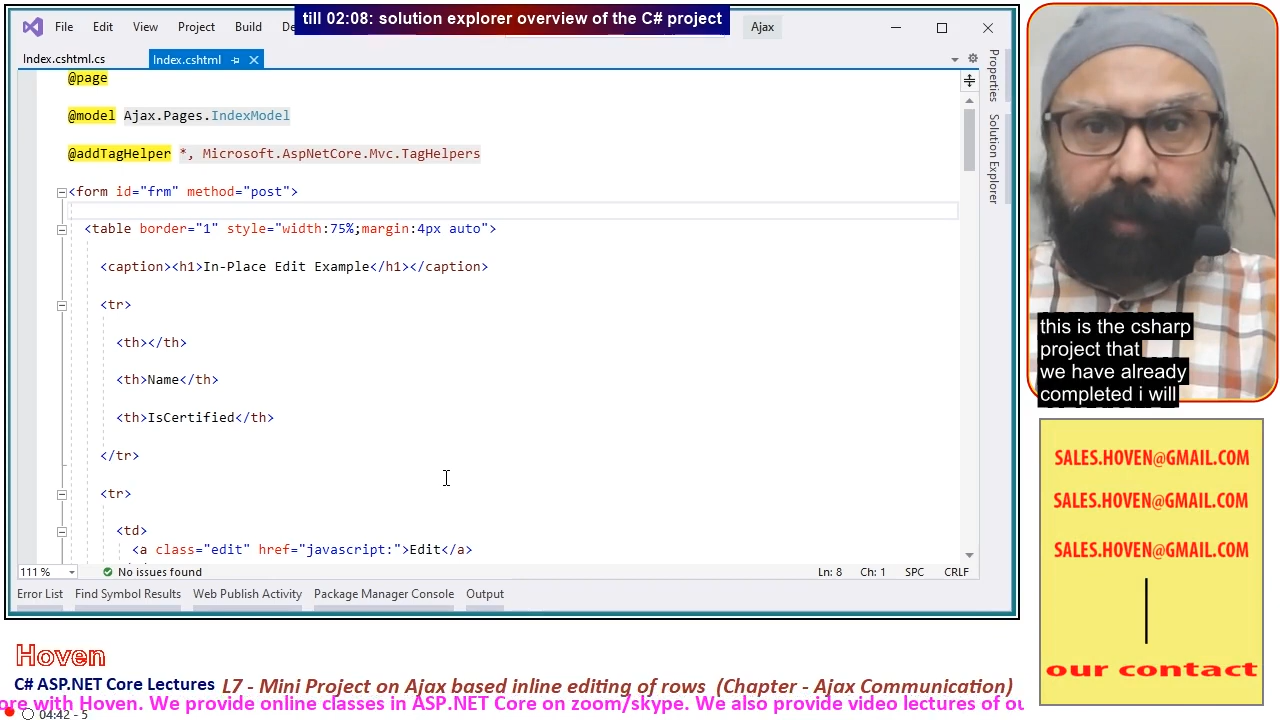 till 02:08: solution explorer overview of the C# project
File Edit View Project Build De Ajax
Index.cshtml.cs Index.cshtml
@page
@model Ajax.Pages.IndexModel
@addTagHelper *, Microsoft.AspNetCore.Mvc.TagHelpers
<form id="frm" method="post">
<table border="1" style="width:75%;margin:4px auto">
<caption><h1>In-Place Edit Example</h1></caption>
<tr>
<th></th>
<th>Name</th>
<th>IsCertified</th>
</tr>
<tr>
<td>
<a class="edit" href="javascript:">Edit</a>
111 % No issues found Ln: 8 Ch: 1 SPC CRLF
Error List Find Symbol Results Web Publish Activity Package Manager Console Output
Properties
Solution Explorer
this is the csharp
project that
we have already
completed i will
SALES.HOVEN@GMAIL.COM
SALES.HOVEN@GMAIL.COM
SALES.HOVEN@GMAIL.COM
our contact
Hoven
C# ASP.NET Core Lectures L7 - Mini Project on Ajax based inline editing of rows (Chapter - Ajax Communication)
ore with Hoven. We provide online classes in ASP.NET Core on zoom/skype. We also provide video lectures of ou
04:42 - 5